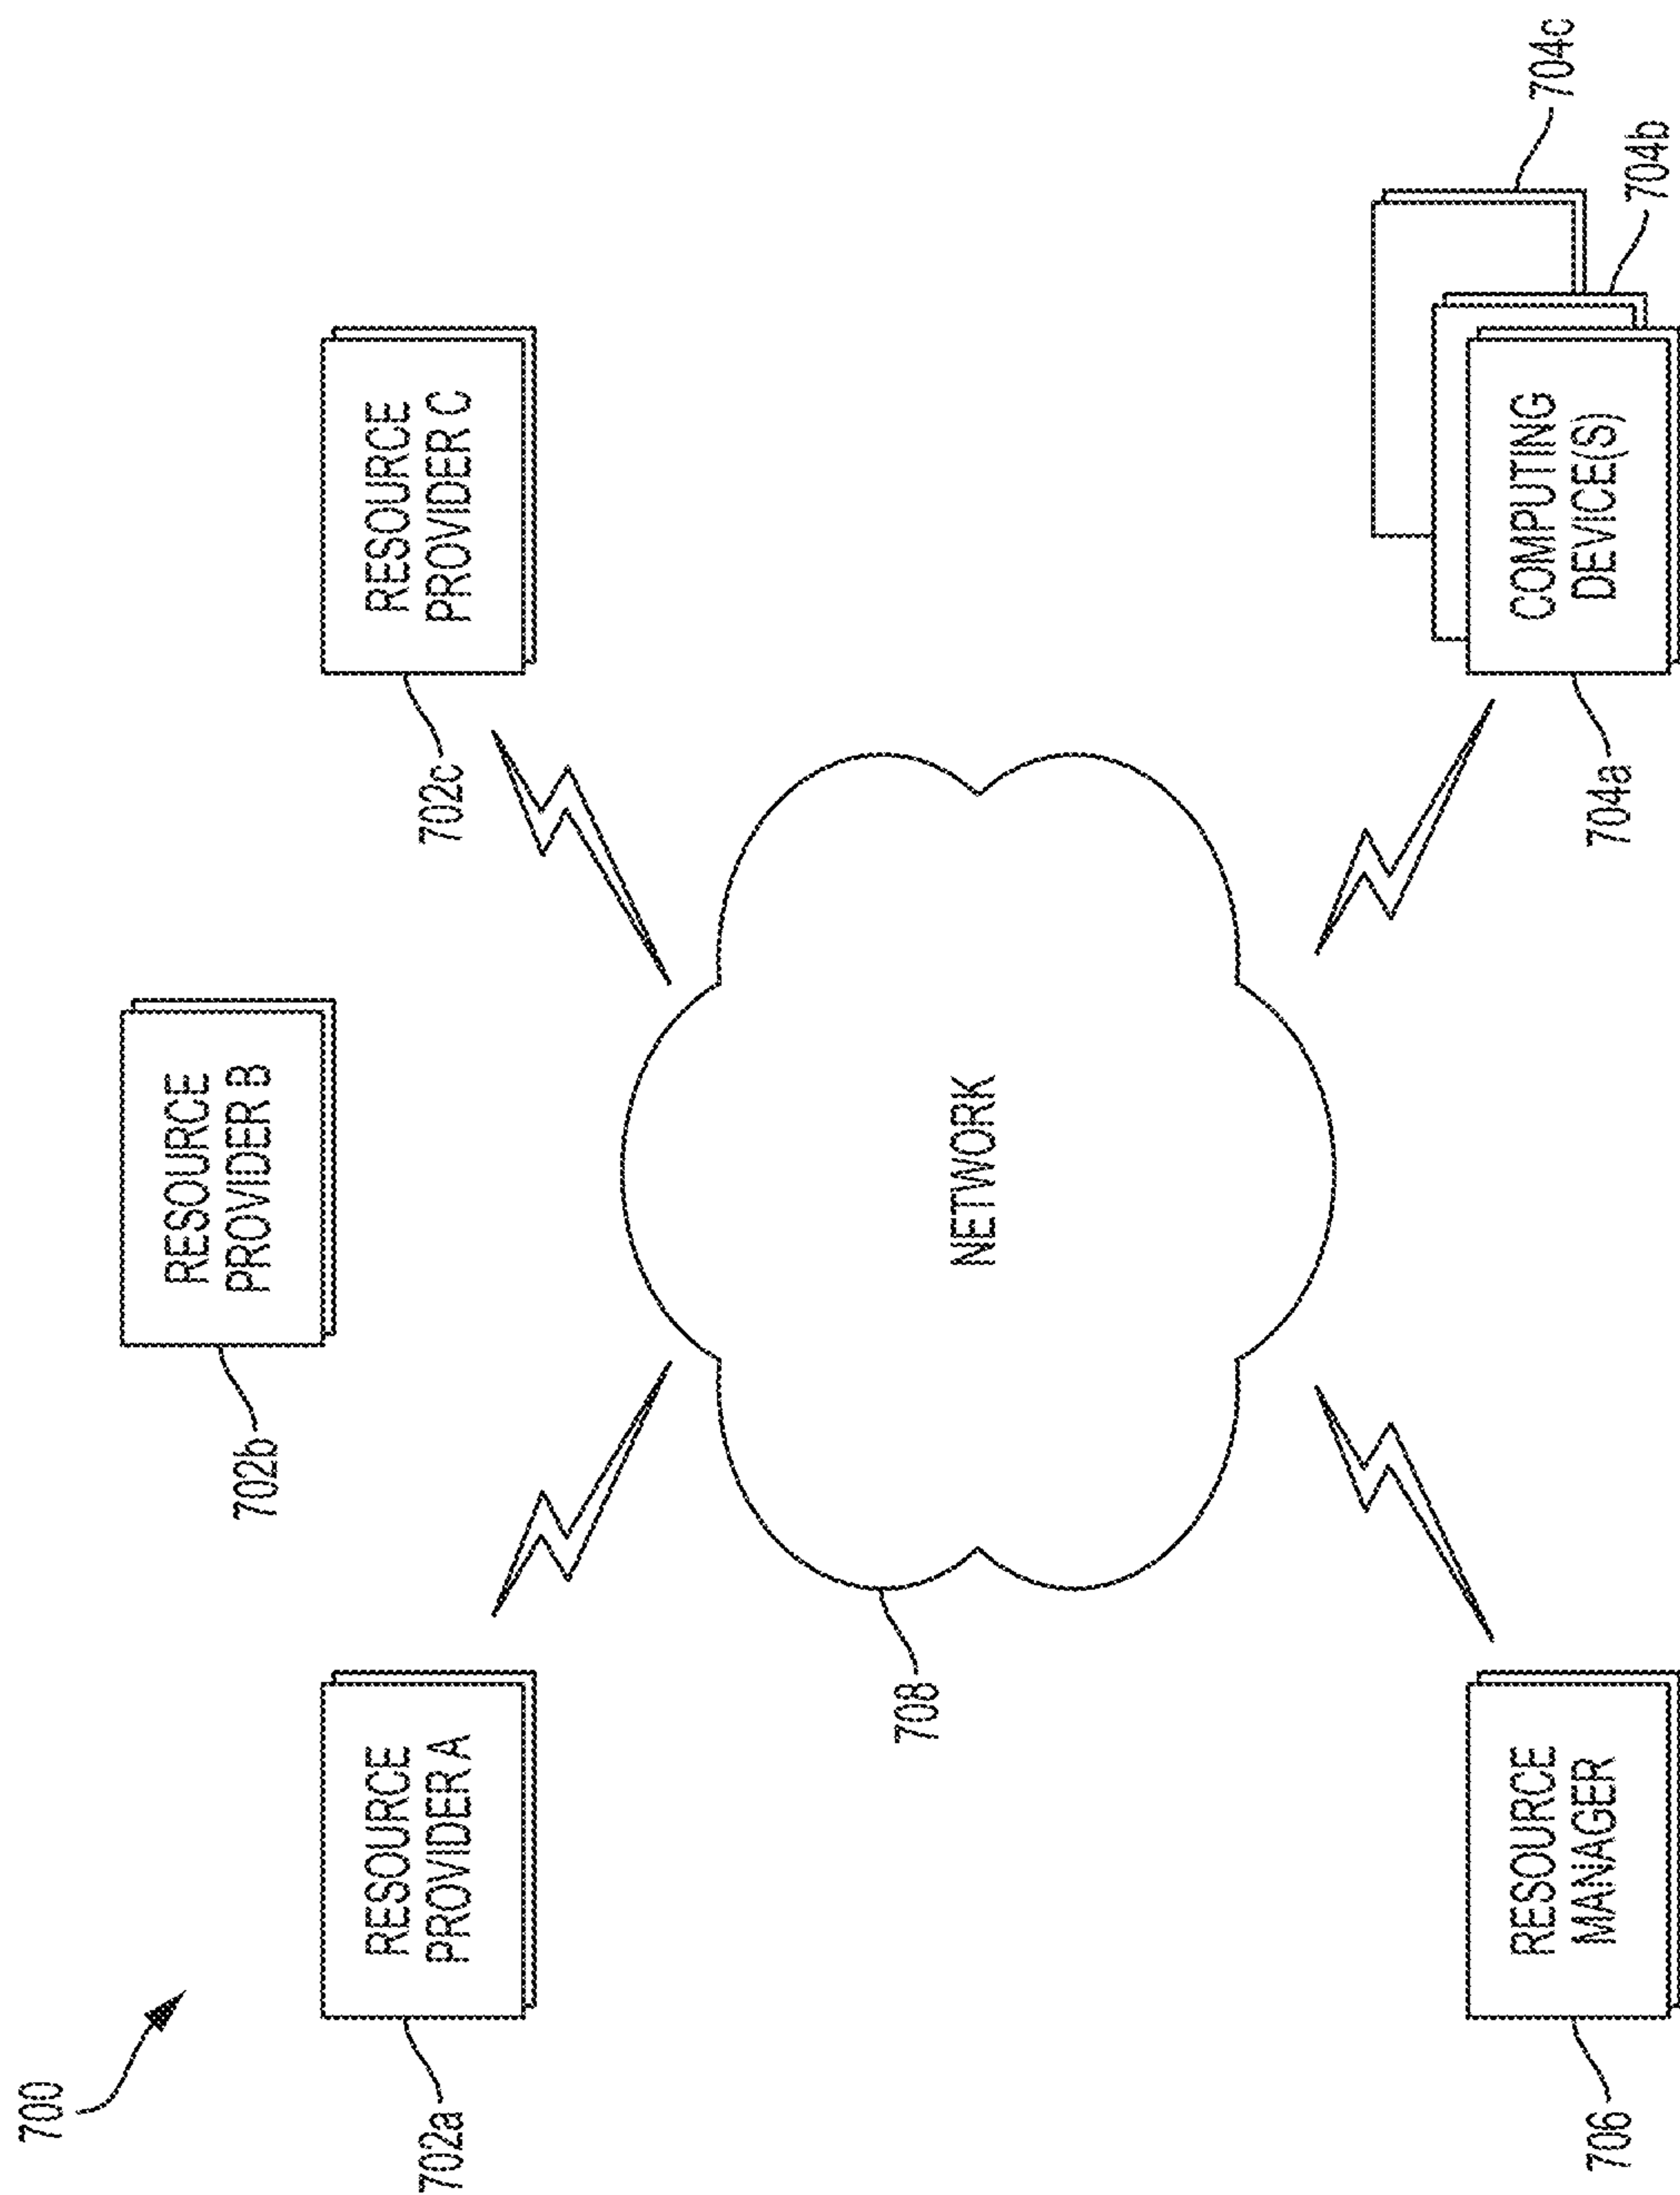 700
RESOURCE
PROVIDER B
702b
RESOURCE
PROVIDER A
702a
RESOURCE
PROVIDER C
702c
NETWORK
708
RESOURCE
MANAGER
706
COMPUTING
DEVICE(S)
704a
704b
704c